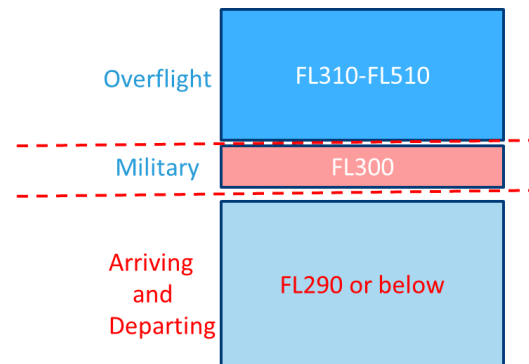 Overflight
FL310-FL510
Military
FL300
Arriving
and
Departing
FL290 or below